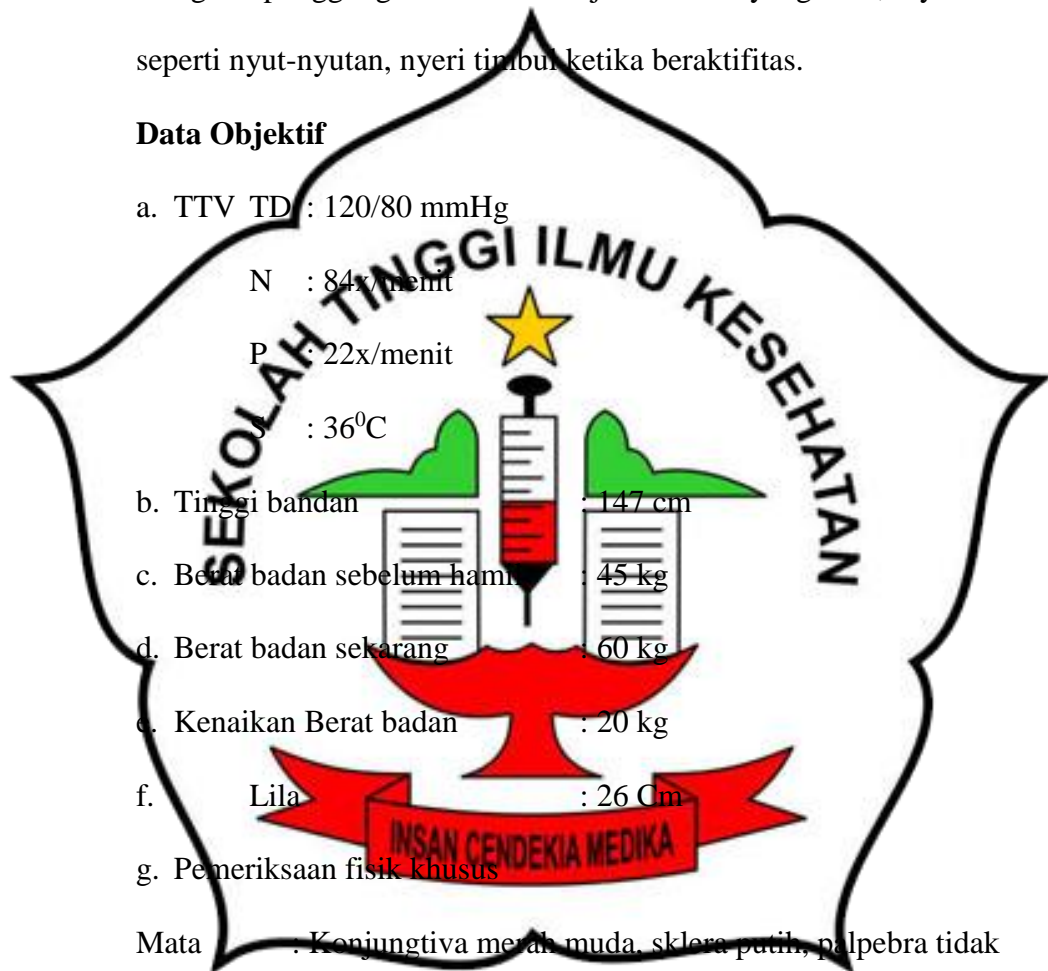 seperti nyut-nyutan, nyeri timbul ketika beraktifitas.
Data Objektif
a. TTV TD : 120/80 mmHg
N : 84x/menit
P : 22x/menit
S : 36⁰C
b. Tinggi bandan : 147 cm
c. Berat badan sebelum hamil : 45 kg
d. Berat badan sekarang : 60 kg
e. Kenaikan Berat badan : 20 kg
f. Lila : 26 Cm
g. Pemeriksaan fisik khusus
Mata : Konjungtiva merah muda, sklera putih, palpebra tidak
SEKOLAH TINGGI ILMU KESEHATAN
INSAN CENDEKIA MEDIKA